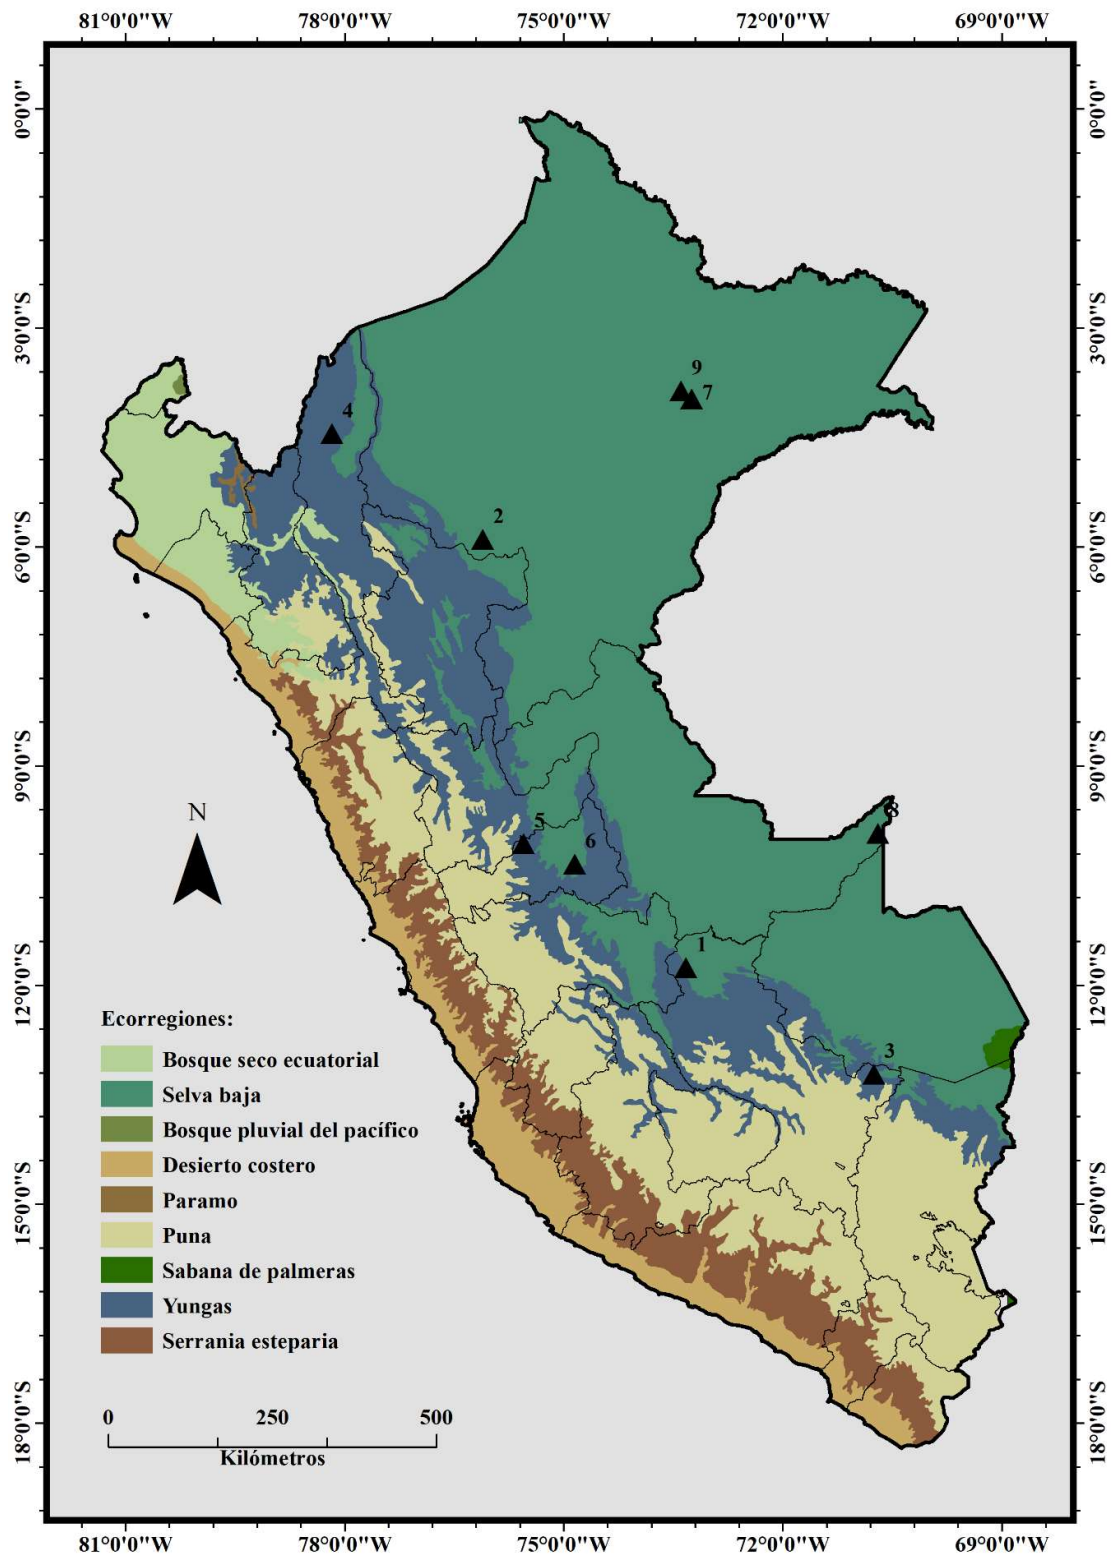 81°0'0"W 78°0'0"W 75°0'0"W 72°0'0"W 69°0'0"W
0°0'0" 0°0'0"
3°0'0"S 3°0'0"S
9
7
4
2
6°0'0"S 6°0'0"S
9°0'0"S 9°0'0"S
N
5
8
6
1
12°0'0"S 12°0'0"S
Ecorregiones:
3
Bosque seco ecuatorial
Selva baja
Bosque pluvial del pacífico
Desierto costero
Paramo
15°0'0"S 15°0'0"S
Puna
Sabana de palmeras
Yungas
Serrania esteparia
0 250 500
18°0'0"S 18°0'0"S
Kilómetros
81°0'0"W 78°0'0"W 75°0'0"W 72°0'0"W 69°0'0"W